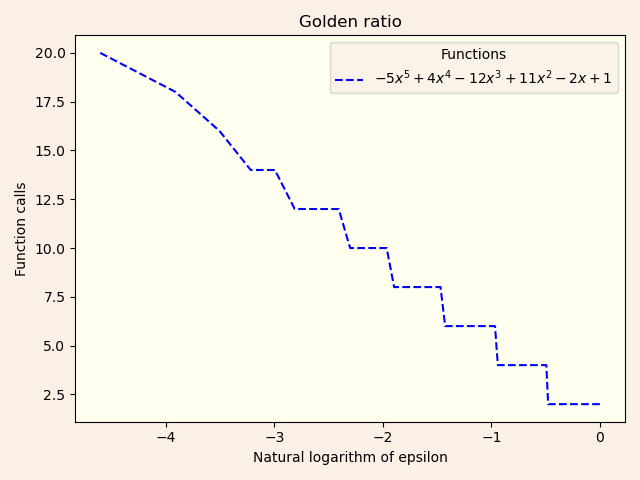 Golden ratio
Functions
$-5x^5 + 4x^4 - 12x^3 + 11x^2 - 2x + 1$
20.0
17.5
15.0
12.5
10.0
7.5
5.0
2.5
Function calls
−4 −3 −2 −1 0
Natural logarithm of epsilon